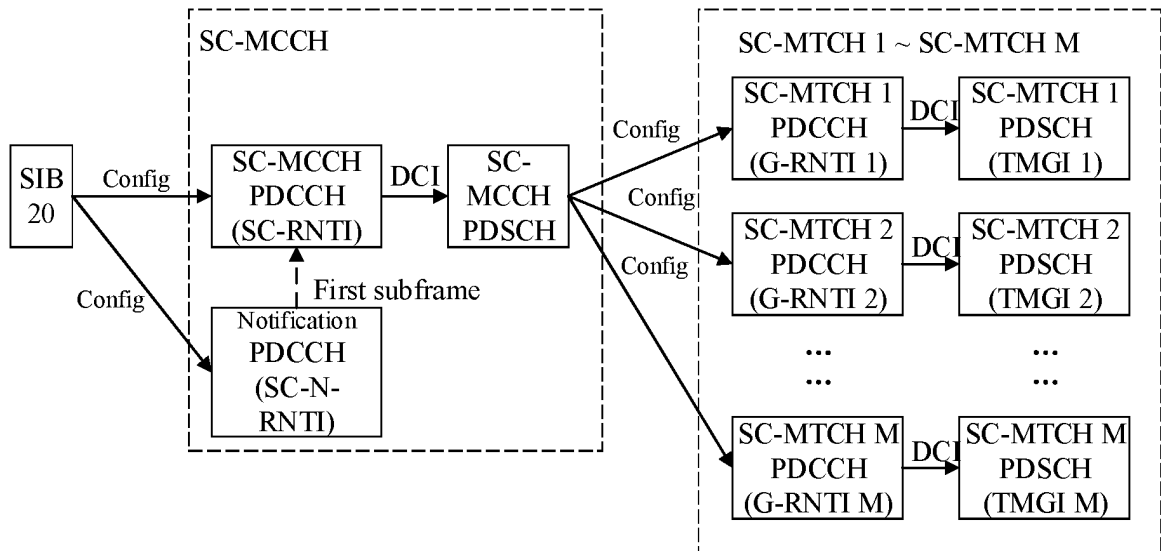 SC-MCCH
SIB
20
Config
Config
SC-MCCH
PDCCH
(SC-RNTI)
DCI
SC-
MCCH
PDSCH
First subframe
Notification
PDCCH
(SC-N-
RNTI)
Config
Config
Config
SC-MTCH 1 ~ SC-MTCH M
SC-MTCH 1
PDCCH
(G-RNTI 1)
DCI
SC-MTCH 1
PDSCH
(TMGI 1)
SC-MTCH 2
PDCCH
(G-RNTI 2)
DCI
SC-MTCH 2
PDSCH
(TMGI 2)
...
...
...
...
SC-MTCH M
PDCCH
(G-RNTI M)
DCI
SC-MTCH M
PDSCH
(TMGI M)